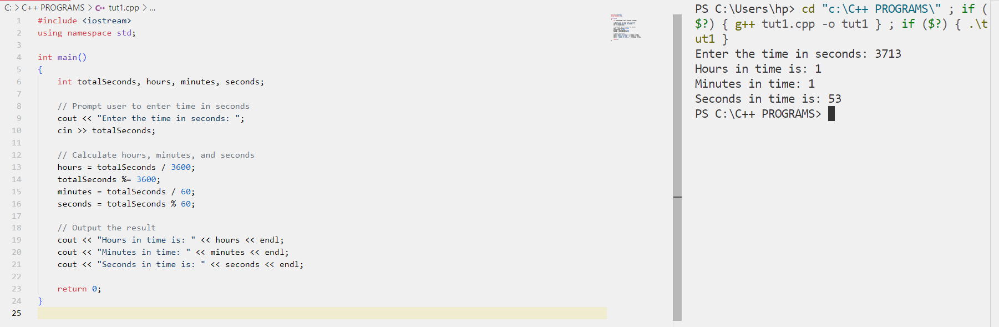 C: > C++ PROGRAMS > C++ tut1.cpp > ...
1 #include <iostream>
2 using namespace std;
3
4 int main()
5 {
6 int totalSeconds, hours, minutes, seconds;
7
8 // Prompt user to enter time in seconds
9 cout << "Enter the time in seconds: ";
10 cin >> totalSeconds;
11
12 // Calculate hours, minutes, and seconds
13 hours = totalSeconds / 3600;
14 totalSeconds %= 3600;
15 minutes = totalSeconds / 60;
16 seconds = totalSeconds % 60;
17
18 // Output the result
19 cout << "Hours in time is: " << hours << endl;
20 cout << "Minutes in time: " << minutes << endl;
21 cout << "Seconds in time is: " << seconds << endl;
22
23 return 0;
24 }
25
PS C:\Users\hp> cd "c:\C++ PROGRAMS\" ; if (
$?) { g++ tut1.cpp -o tut1 } ; if ($?) { .\t
ut1 }
Enter the time in seconds: 3713
Hours in time is: 1
Minutes in time: 1
Seconds in time is: 53
PS C:\C++ PROGRAMS>